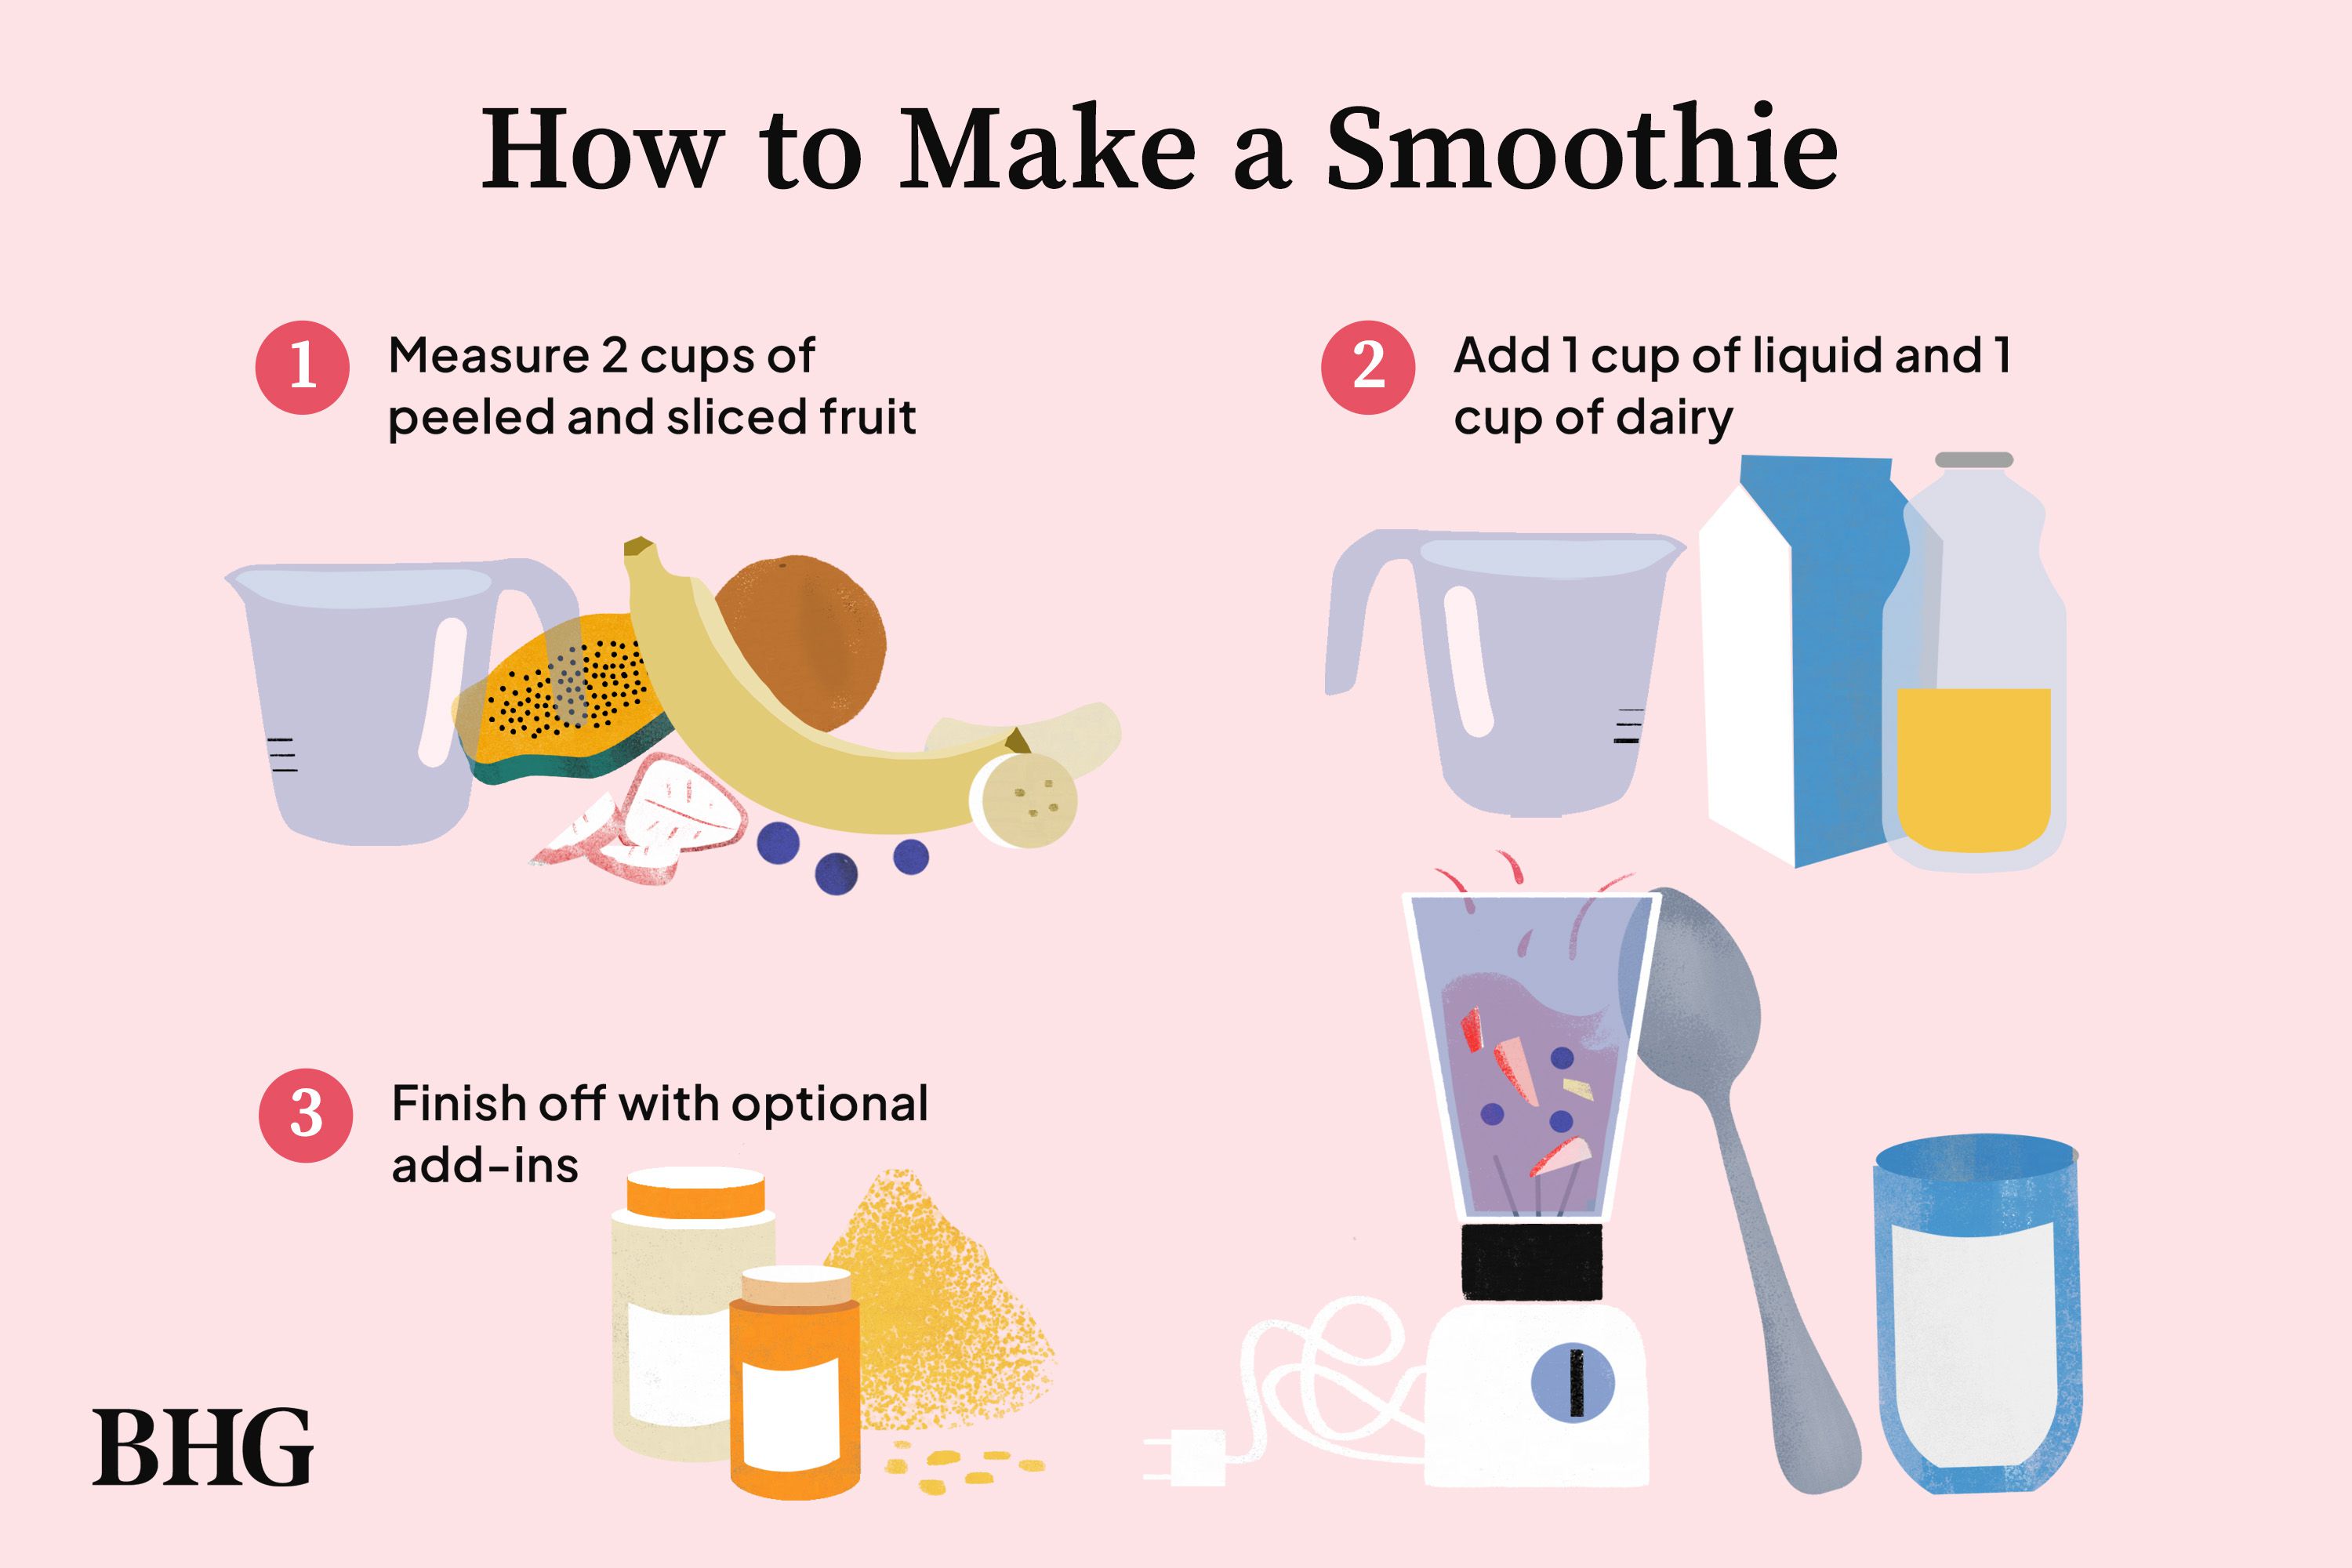 How to Make a Smoothie
1
Measure 2 cups of
peeled and sliced fruit
2
Add 1 cup of liquid and 1
cup of dairy
3
Finish off with optional
add-ins
BHG